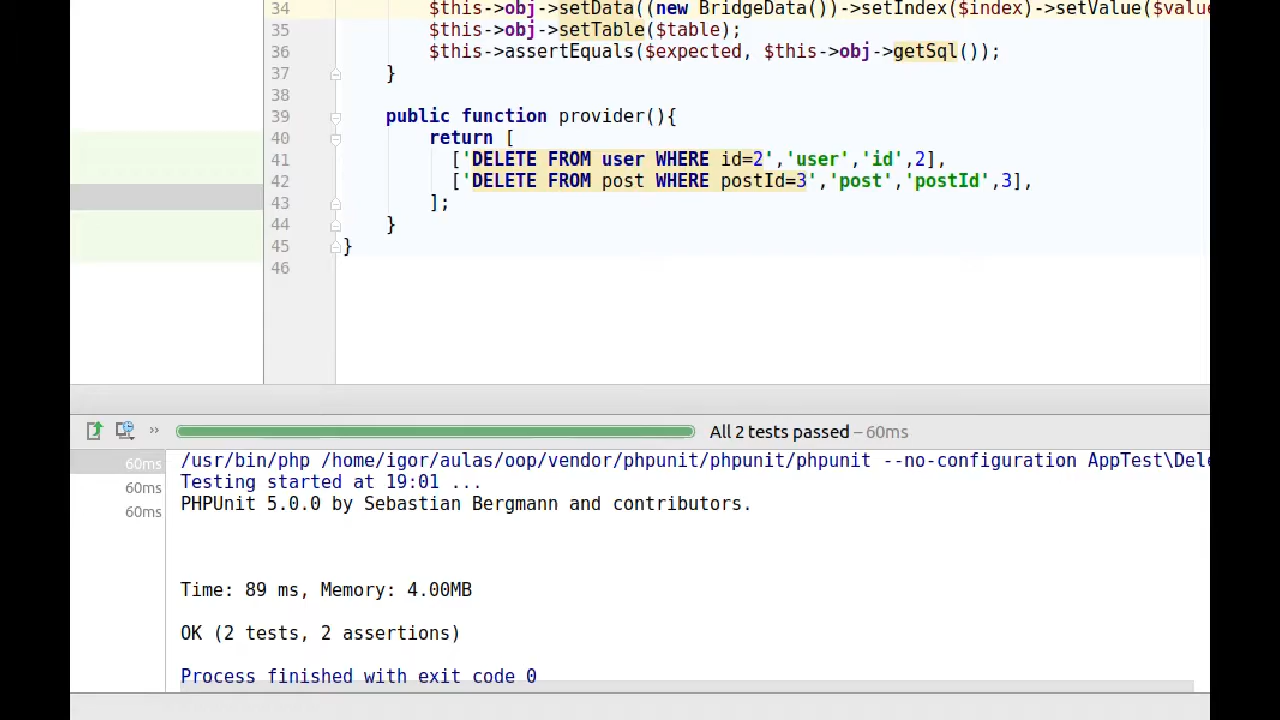 34 $this->obj->setData((new BridgeData())->setIndex($index)->setValue($value
35 $this->obj->setTable($table);
36 $this->assertEquals($expected, $this->obj->getSql());
37 }
38
39 public function provider(){
40 return [
41 ['DELETE FROM user WHERE id=2','user','id',2],
42 ['DELETE FROM post WHERE postId=3','post','postId',3],
43 ];
44 }
45 }
46
» All 2 tests passed – 60ms
60ms /usr/bin/php /home/igor/aulas/oop/vendor/phpunit/phpunit/phpunit --no-configuration AppTest\Dele
60ms Testing started at 19:01 ...
60ms PHPUnit 5.0.0 by Sebastian Bergmann and contributors.
Time: 89 ms, Memory: 4.00MB
OK (2 tests, 2 assertions)
Process finished with exit code 0